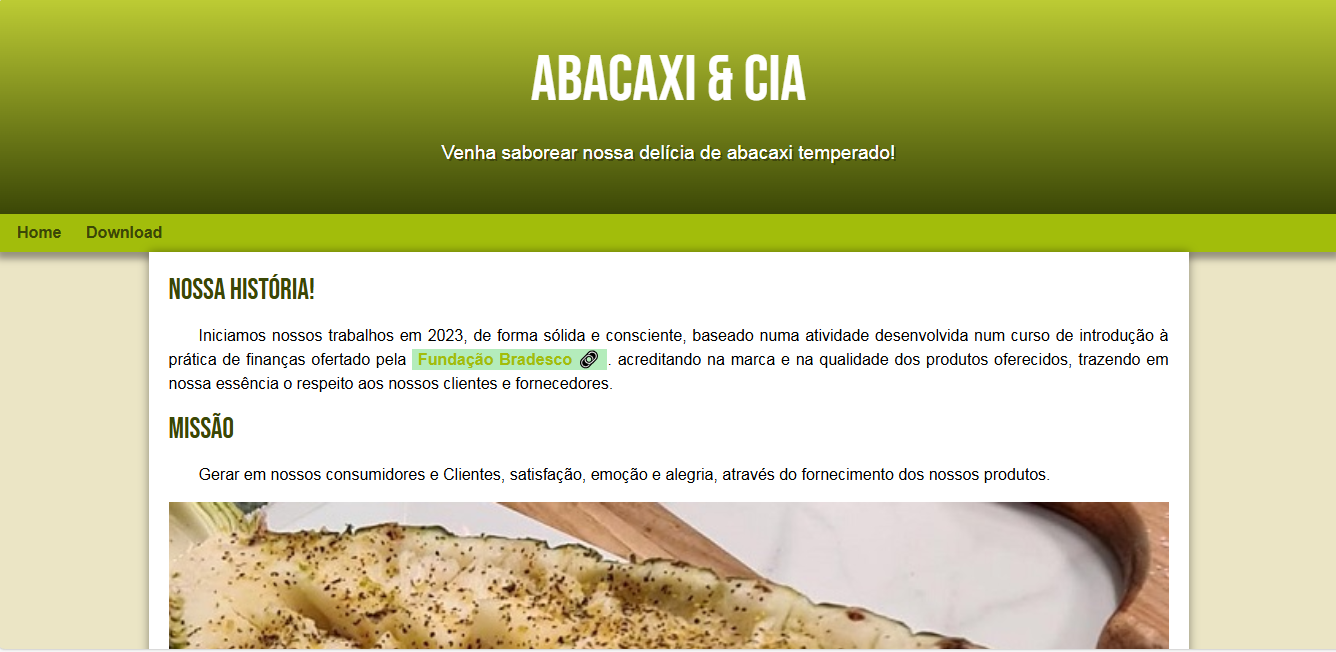 ABACAXI & CIA
Venha saborear nossa delícia de abacaxi temperado!
Home Download
NOSSA HISTÓRIA!
Iniciamos nossos trabalhos em 2023, de forma sólida e consciente, baseado numa atividade desenvolvida num curso de introdução à
prática de finanças ofertado pela Fundação Bradesco 🔗 . acreditando na marca e na qualidade dos produtos oferecidos, trazendo em
nossa essência o respeito aos nossos clientes e fornecedores.
MISSÃO
Gerar em nossos consumidores e Clientes, satisfação, emoção e alegria, através do fornecimento dos nossos produtos.